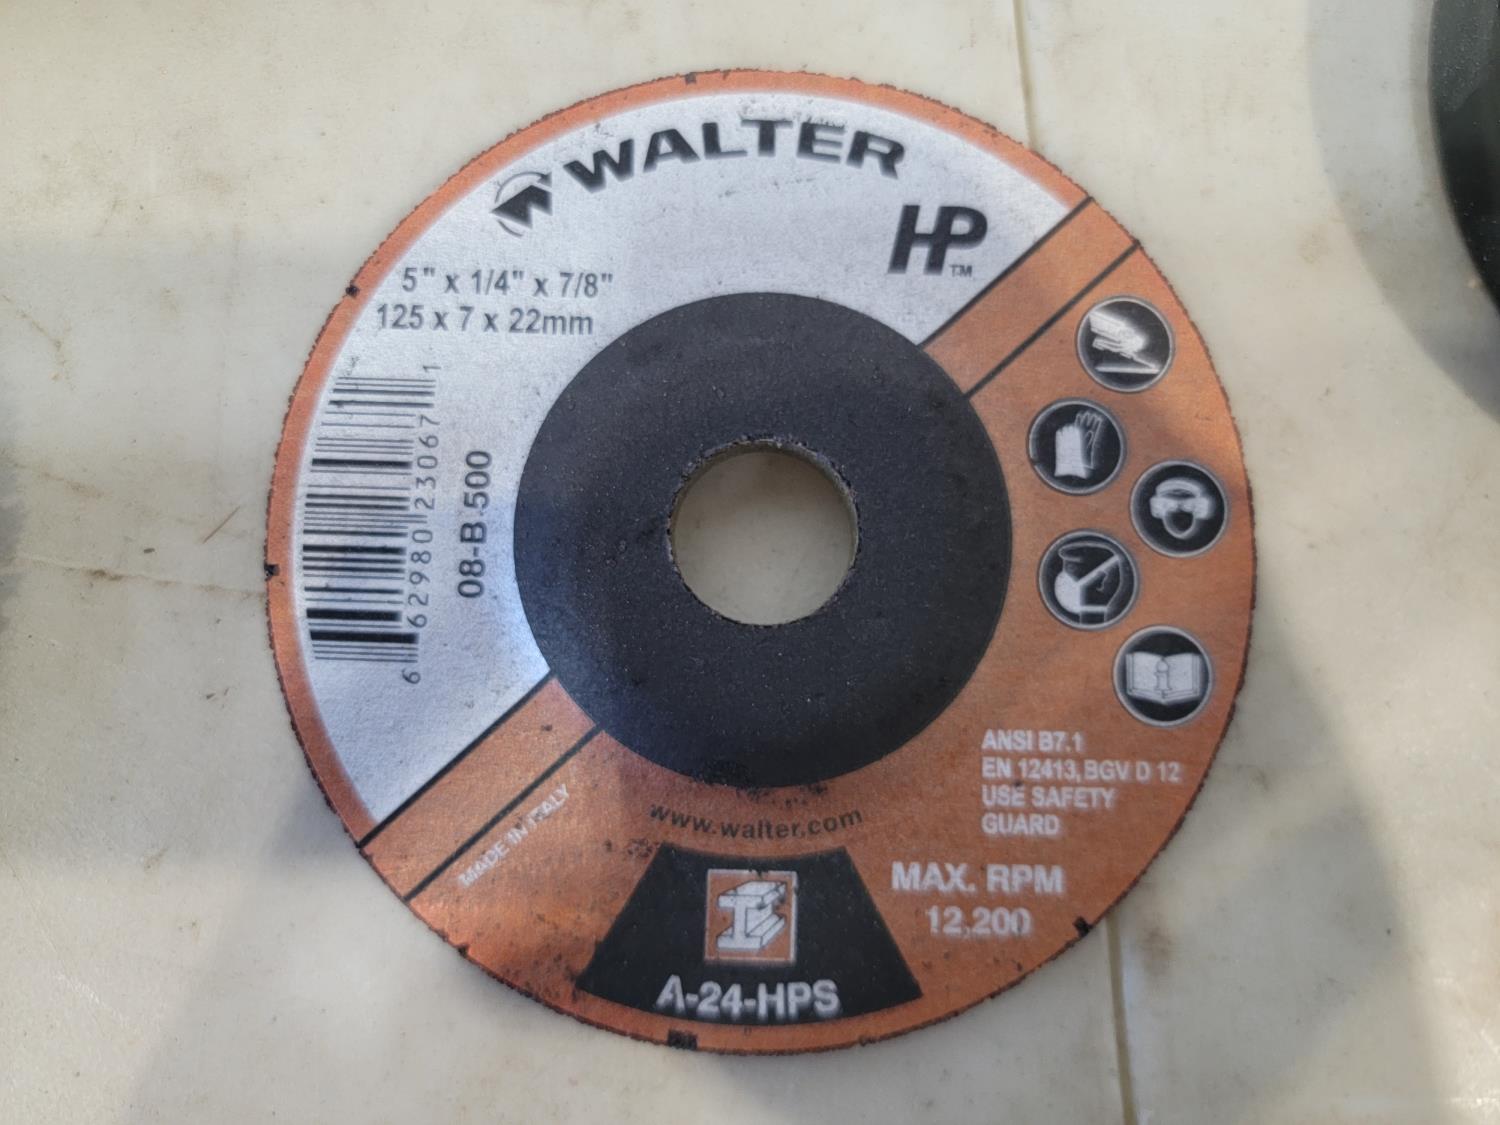 WALTER
HP™
5" x 1/4" x 7/8"
125 x 7 x 22mm
6 62980 23067 1
08-B 500
ANSI B7.1
EN 12413, BGV D 12
USE SAFETY
GUARD
MAX. RPM
12,200
MADE IN ITALY
www.walter.com
A-24-HPS